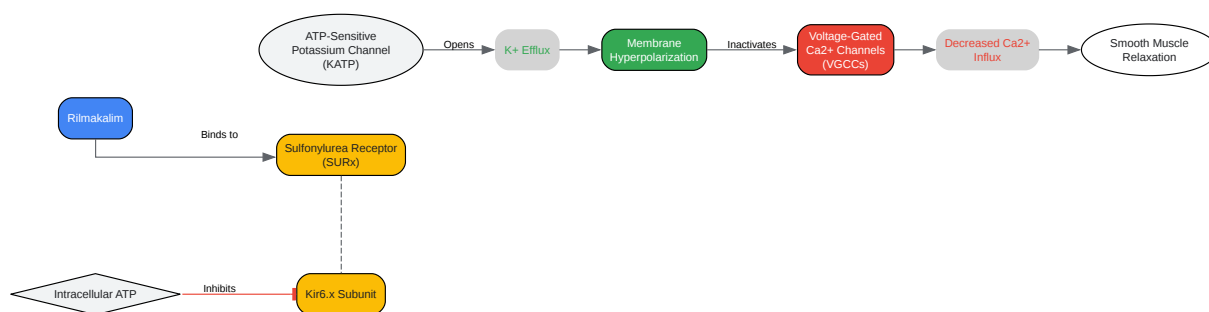 ATP-Sensitive
Potassium Channel
(KATP)
Opens
K+ Efflux
Membrane
Hyperpolarization
Inactivates
Voltage-Gated
Ca2+ Channels
(VGCCs)
Decreased Ca2+
Influx
Smooth Muscle
Relaxation
Rilmakalim
Binds to
Sulfonylurea Receptor
(SURx)
Intracellular ATP
Inhibits
Kir6.x Subunit